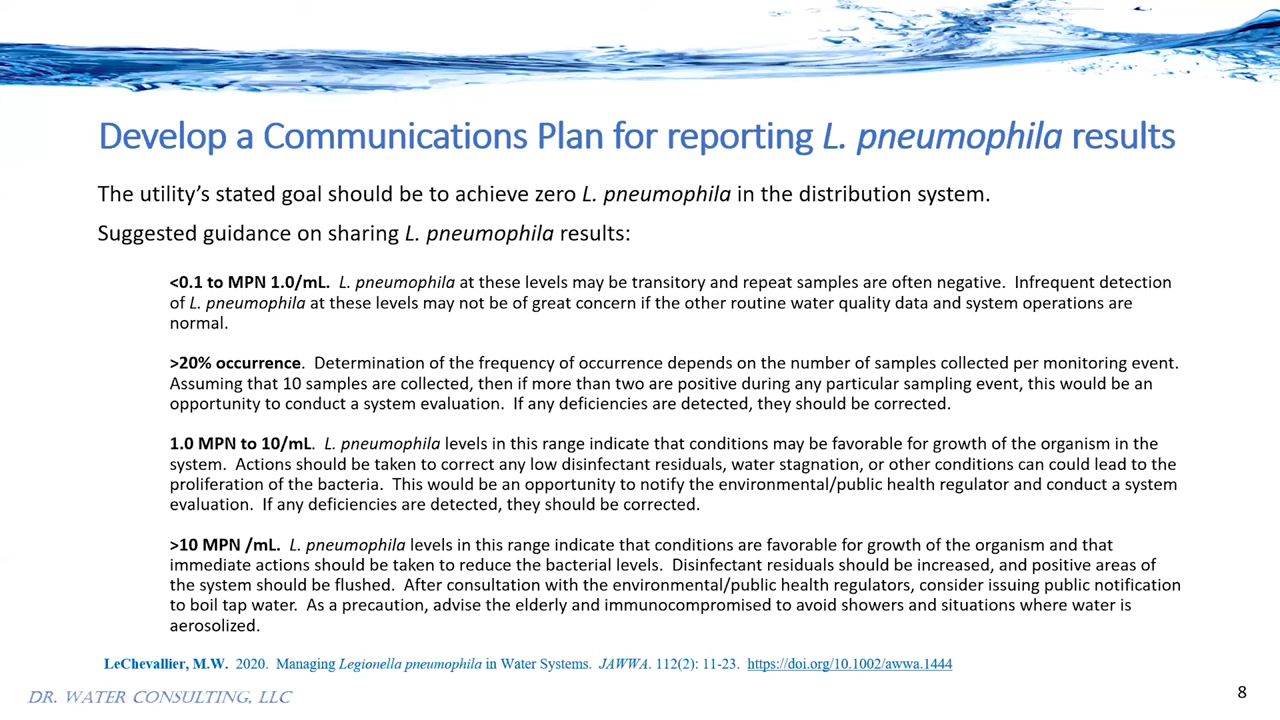 Develop a Communications Plan for reporting L. pneumophila results
The utility’s stated goal should be to achieve zero L. pneumophila in the distribution system.
Suggested guidance on sharing L. pneumophila results:
<0.1 to MPN 1.0/mL. L. pneumophila at these levels may be transitory and repeat samples are often negative. Infrequent detection
of L. pneumophila at these levels may not be of great concern if the other routine water quality data and system operations are
normal.
>20% occurrence. Determination of the frequency of occurrence depends on the number of samples collected per monitoring event.
Assuming that 10 samples are collected, then if more than two are positive during any particular sampling event, this would be an
opportunity to conduct a system evaluation. If any deficiencies are detected, they should be corrected.
1.0 MPN to 10/mL. L. pneumophila levels in this range indicate that conditions may be favorable for growth of the organism in the
system. Actions should be taken to correct any low disinfectant residuals, water stagnation, or other conditions can could lead to the
proliferation of the bacteria. This would be an opportunity to notify the environmental/public health regulator and conduct a system
evaluation. If any deficiencies are detected, they should be corrected.
>10 MPN /mL. L. pneumophila levels in this range indicate that conditions are favorable for growth of the organism and that
immediate actions should be taken to reduce the bacterial levels. Disinfectant residuals should be increased, and positive areas of
the system should be flushed. After consultation with the environmental/public health regulators, consider issuing public notification
to boil tap water. As a precaution, advise the elderly and immunocompromised to avoid showers and situations where water is
aerosolized.
LeChevallier, M.W. 2020. Managing Legionella pneumophila in Water Systems. JAWWA. 112(2): 11-23. https://doi.org/10.1002/awwa.1444
DR. WATER CONSULTING, LLC
8